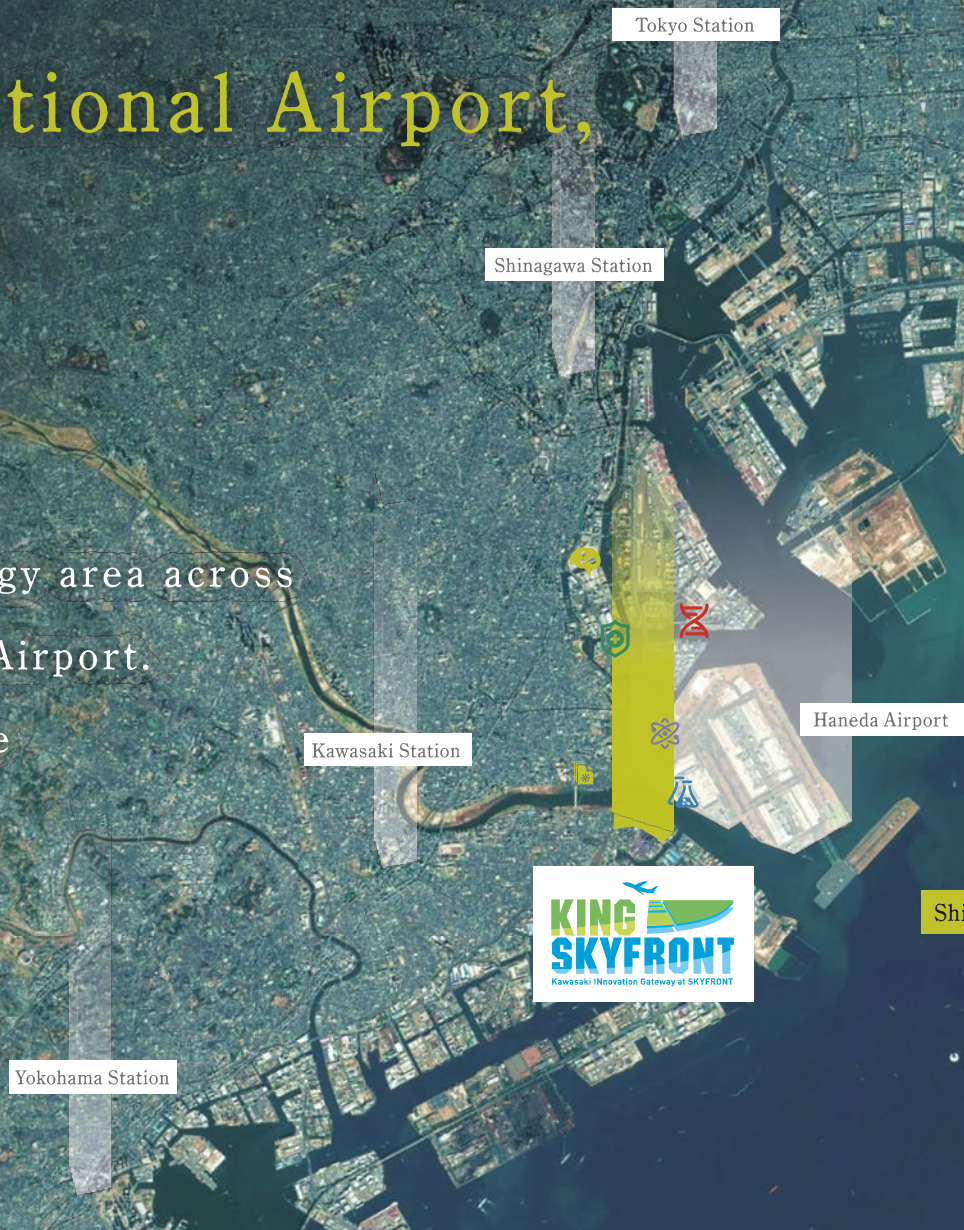 Tokyo Station
tional Airport,
Shinagawa Station
gy area across
Airport.
e
Haneda Airport
Kawasaki Station
KING
SKYFRONT
Kawasaki INnovation Gateway at SKYFRONT
Shi
Yokohama Station